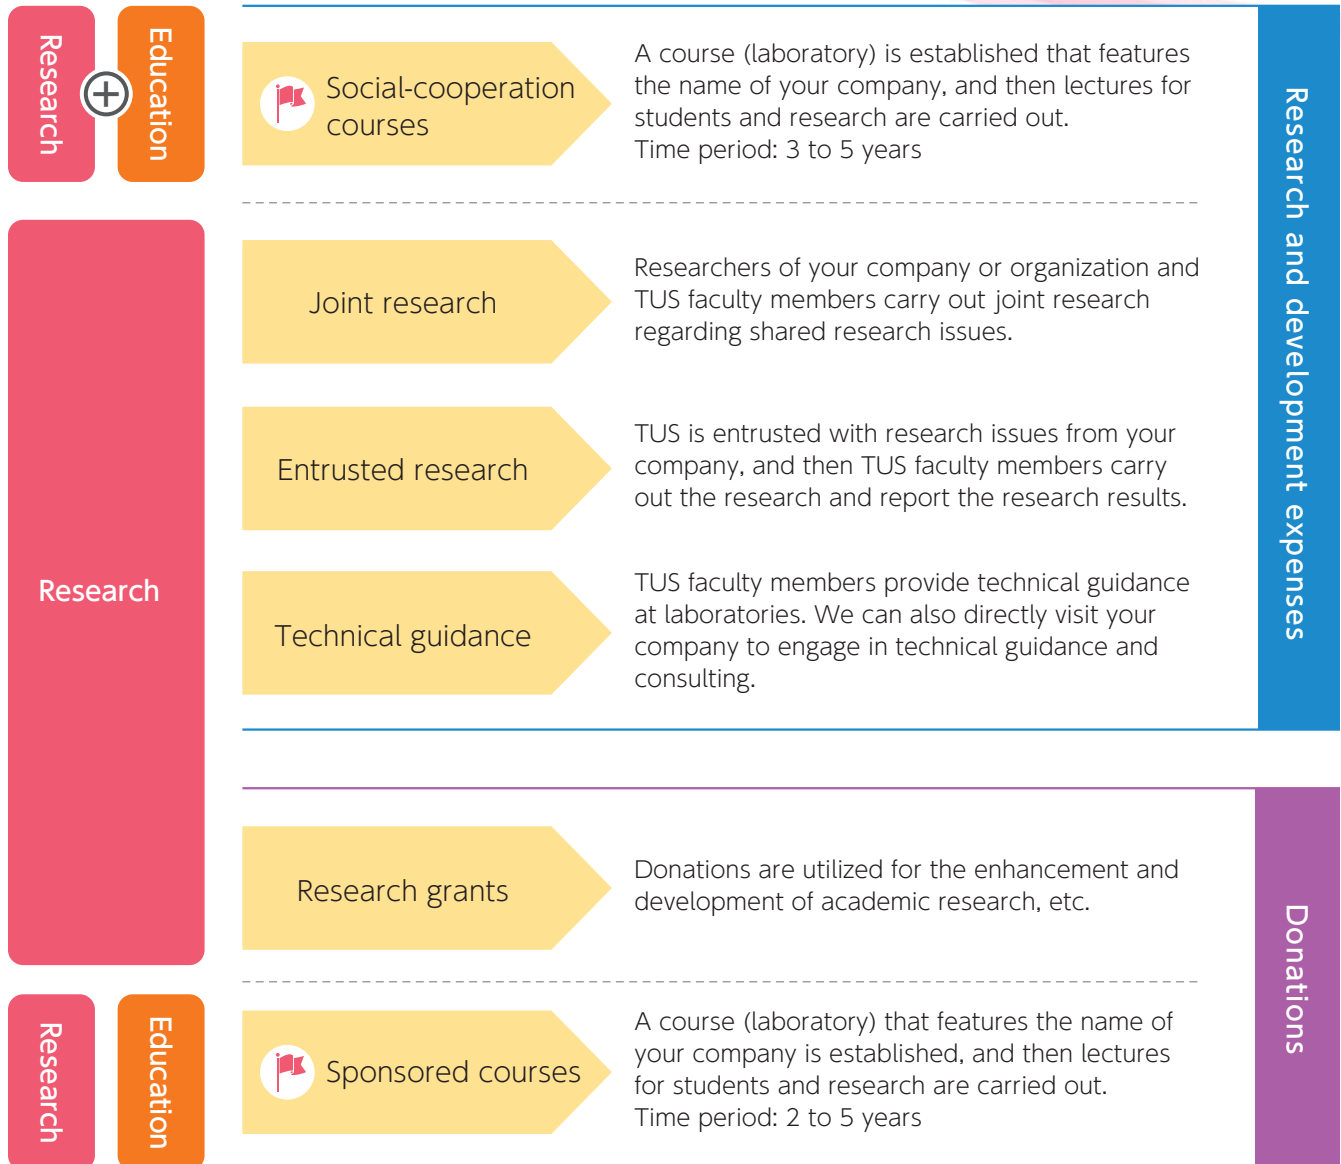 Research
Education
Social-cooperation
courses
A course (laboratory) is established that features
the name of your company, and then lectures for
students and research are carried out.
Time period: 3 to 5 years
Research and development expenses
Research
Joint research
Researchers of your company or organization and
TUS faculty members carry out joint research
regarding shared research issues.
Entrusted research
TUS is entrusted with research issues from your
company, and then TUS faculty members carry
out the research and report the research results.
Technical guidance
TUS faculty members provide technical guidance
at laboratories. We can also directly visit your
company to engage in technical guidance and
consulting.
Research grants
Donations are utilized for the enhancement and
development of academic research, etc.
Donations
Research
Education
Sponsored courses
A course (laboratory) that features the name of
your company is established, and then lectures
for students and research are carried out.
Time period: 2 to 5 years